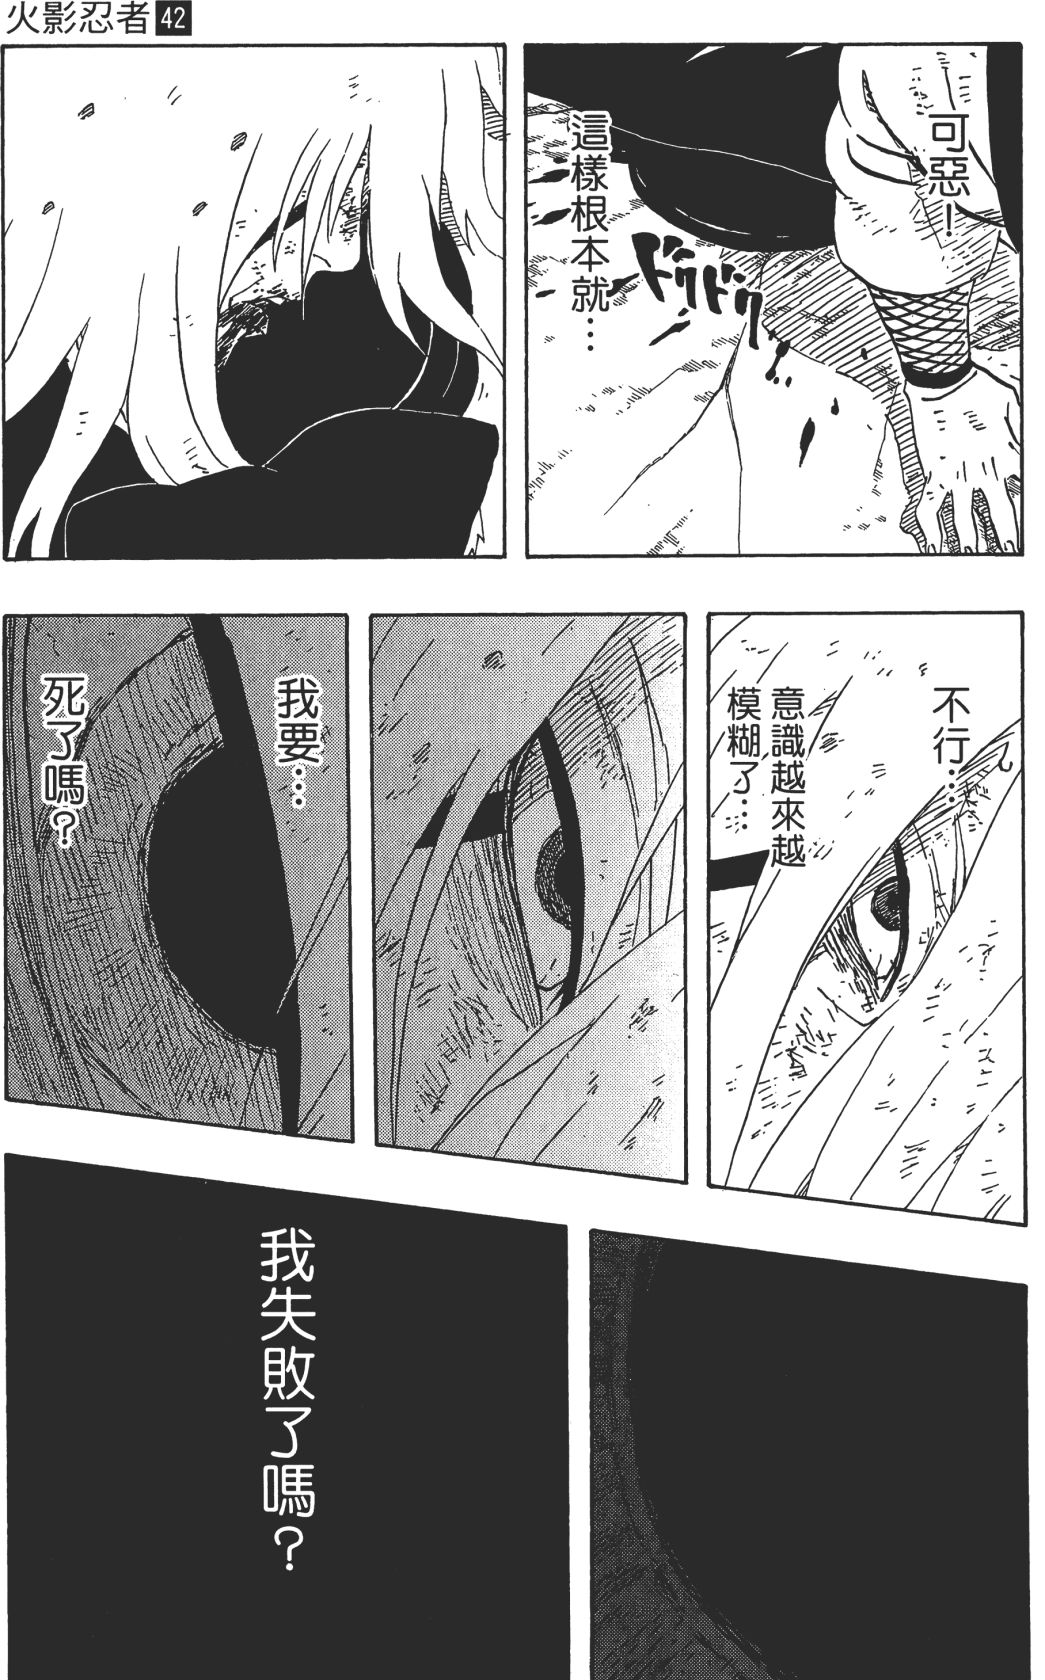 火影忍者42
可惡！
這樣根本就…
ドクドクッ
不行…
意識越來越
模糊了…
我要…
死了嗎？
我失敗了嗎？